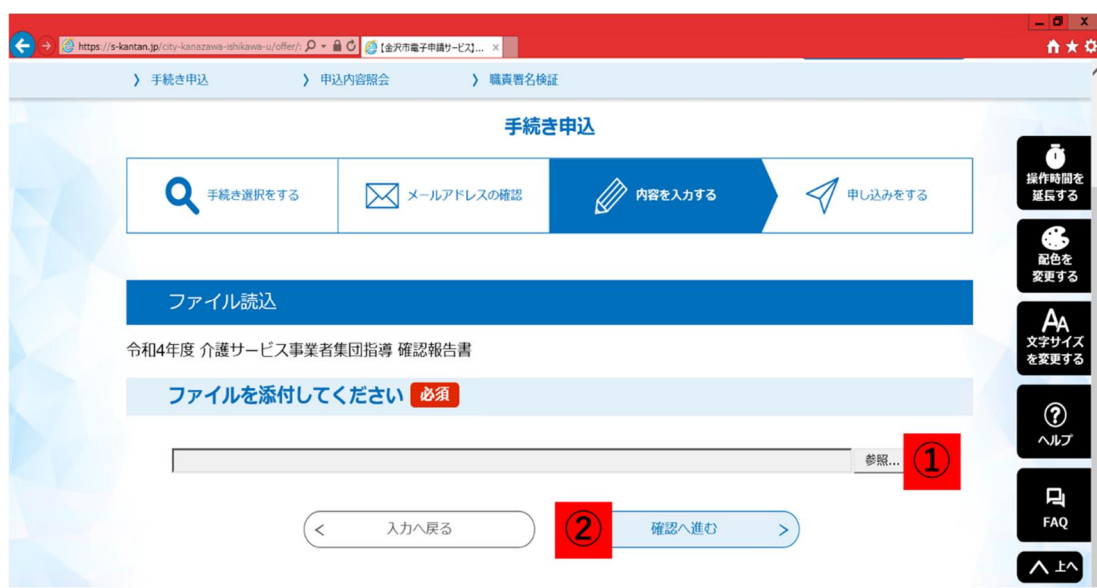 https://s-kantan.jp/city-kanazawa-ishikawa-u/offer/
【金沢市電子申請サービス】...
手続き申込
申込内容照会
職責署名検証
手続き申込
手続き選択をする
メールアドレスの確認
内容を入力する
申し込みをする
操作時間を
延長する
配色を
変更する
ファイル読込
文字サイズ
を変更する
令和4年度 介護サービス事業者集団指導 確認報告書
ファイルを添付してください 必須
ヘルプ
参照... ①
FAQ
入力へ戻る
② 確認へ進む
上へ